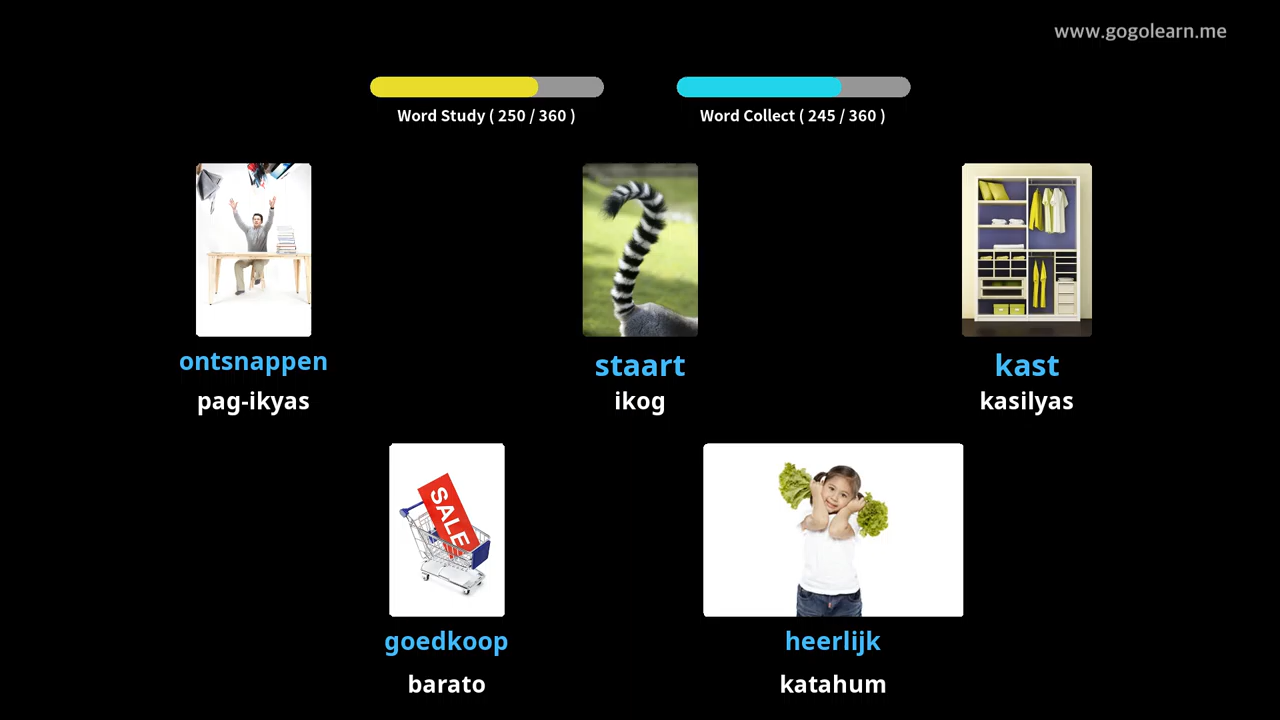 www.gogolearn.me
Word Study ( 250 / 360 )
Word Collect ( 245 / 360 )
ontsnappen
pag-ikyas
staart
ikog
kast
kasilyas
SALE
goedkoop
barato
heerlijk
katahum